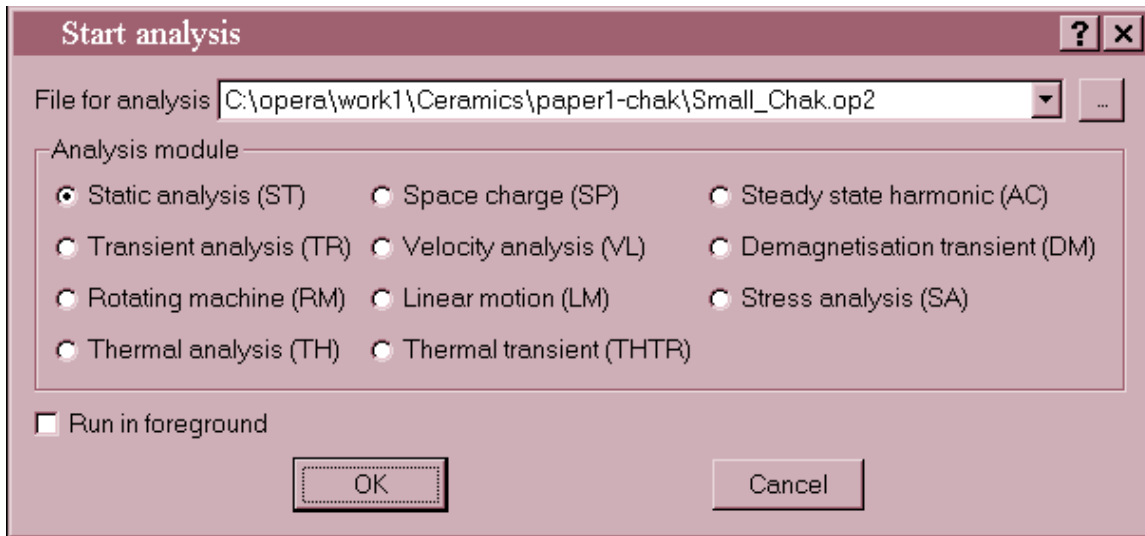 Start analysis
File for analysis C:\opera\work1\Ceramics\paper1-chak\Small_Chak.op2 ...
Analysis module
Static analysis (ST) Space charge (SP) Steady state harmonic (AC)
Transient analysis (TR) Velocity analysis (VL) Demagnetisation transient (DM)
Rotating machine (RM) Linear motion (LM) Stress analysis (SA)
Thermal analysis (TH) Thermal transient (THTR)
Run in foreground
OK Cancel